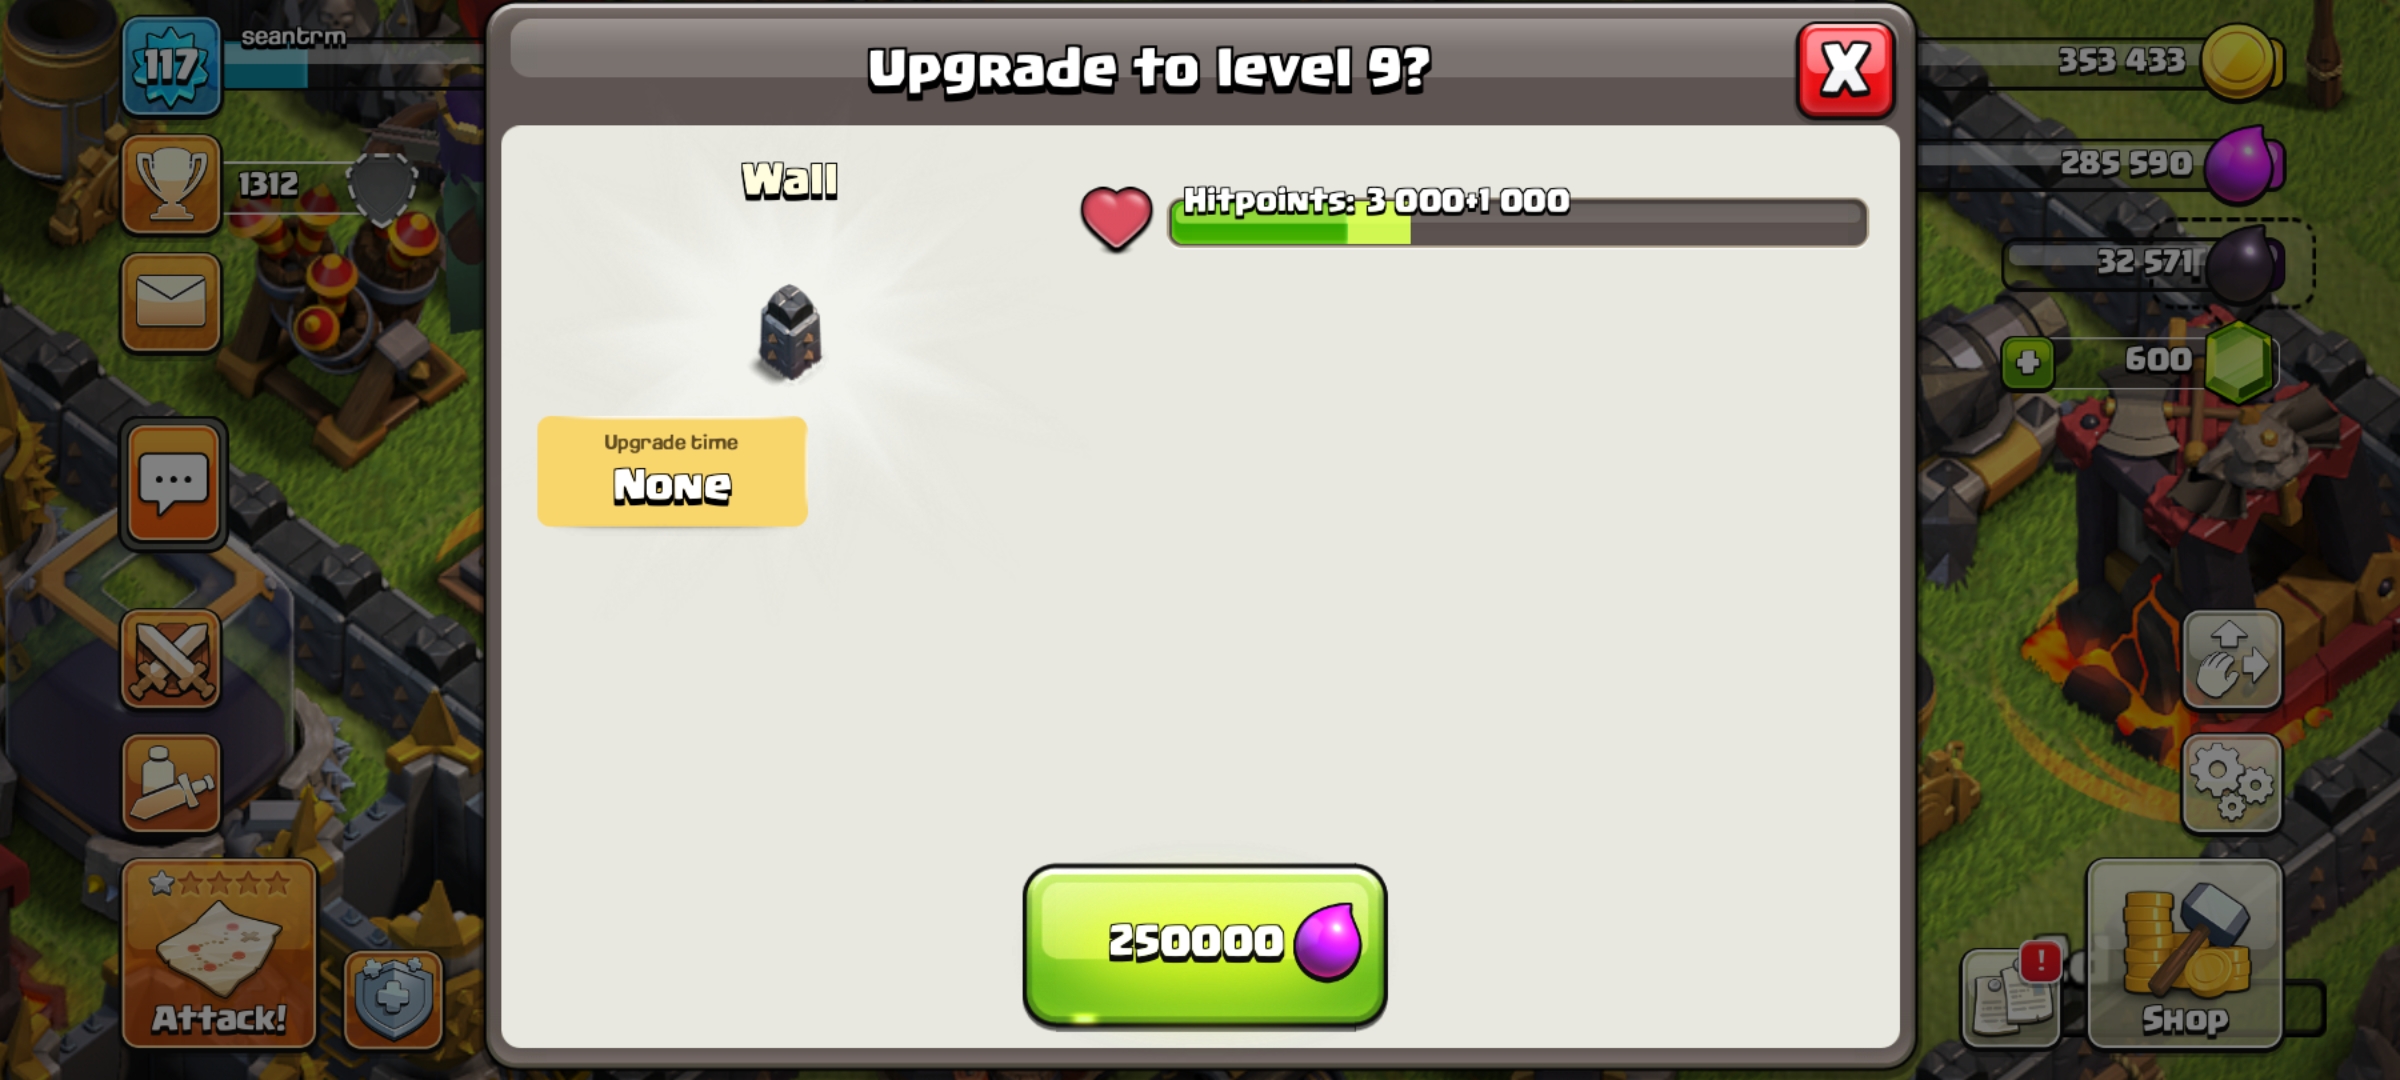 117
seantrm
Upgrade to level 9?
X
353 433
1312
Wall
Hitpoints: 3 000+1 000
285 590
32 571
600
Upgrade time
None
250000
Attack!
!
Shop